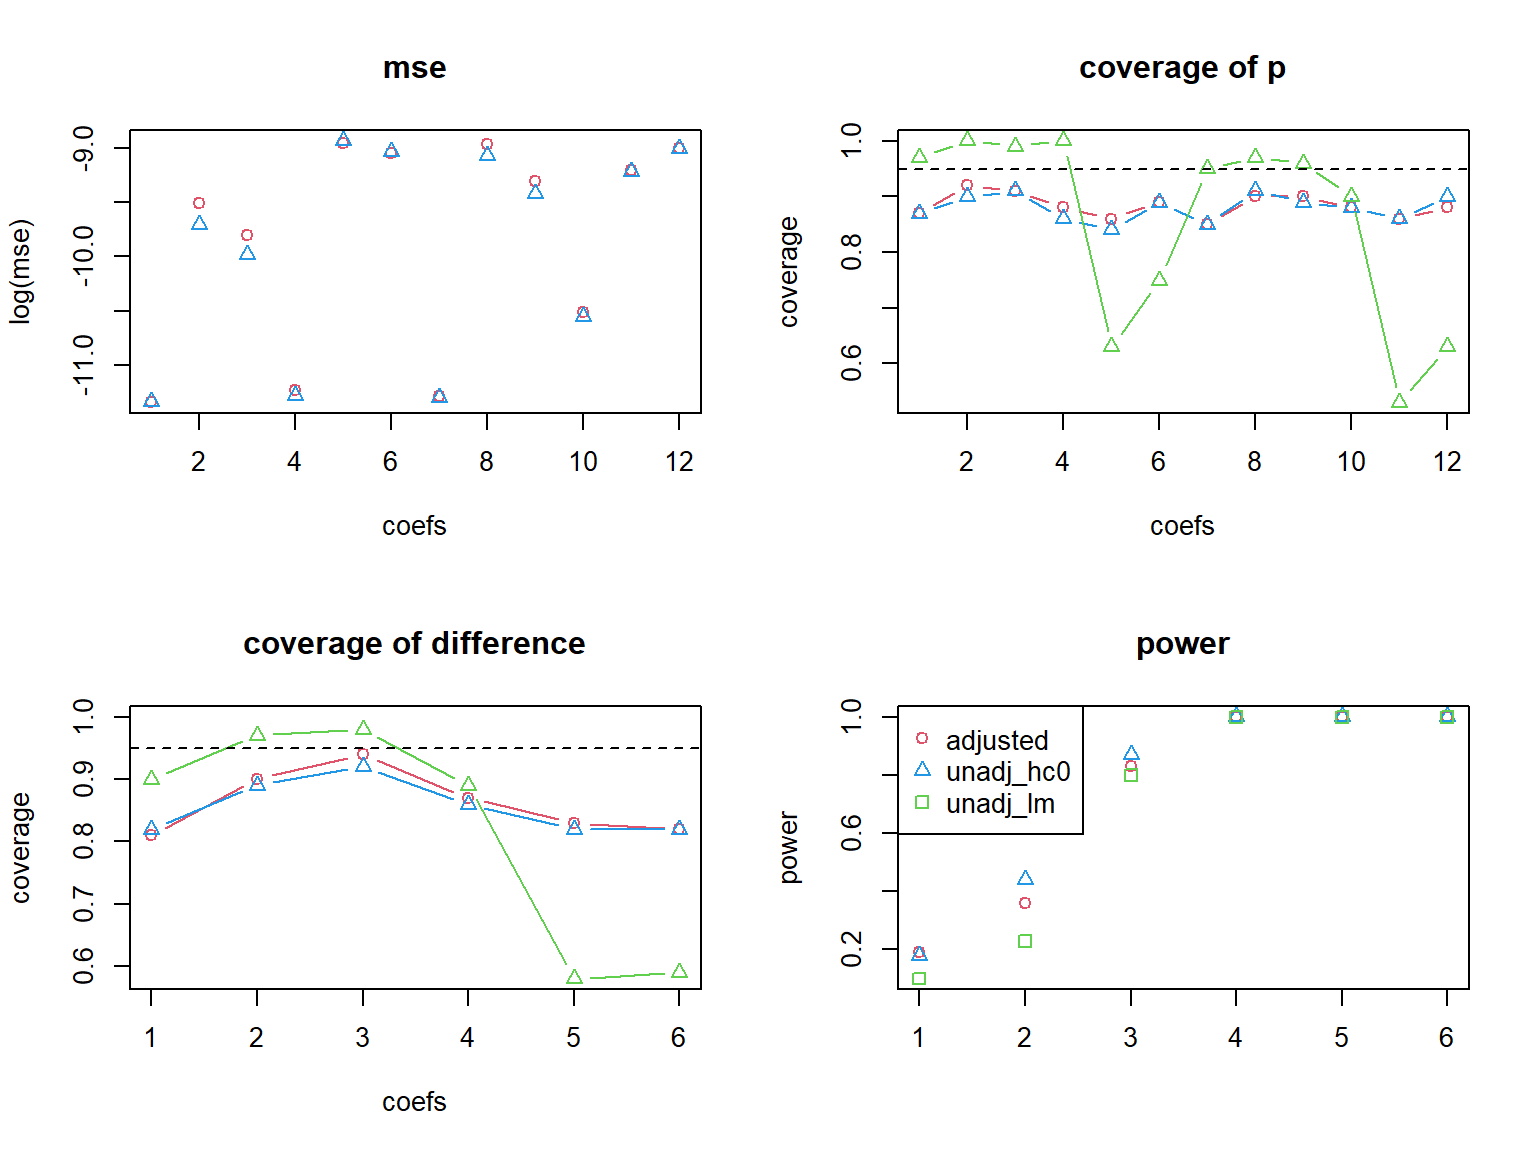 mse
log(mse)
-9.0
-10.0
-11.0
2 4 6 8 10 12
coefs
coverage of p
coverage
1.0
0.8
0.6
2 4 6 8 10 12
coefs
coverage of difference
coverage
1.0
0.9
0.8
0.7
0.6
1 2 3 4 5 6
coefs
power
power
1.0
0.6
0.2
adjusted
unadj_hc0
unadj_lm
1 2 3 4 5 6